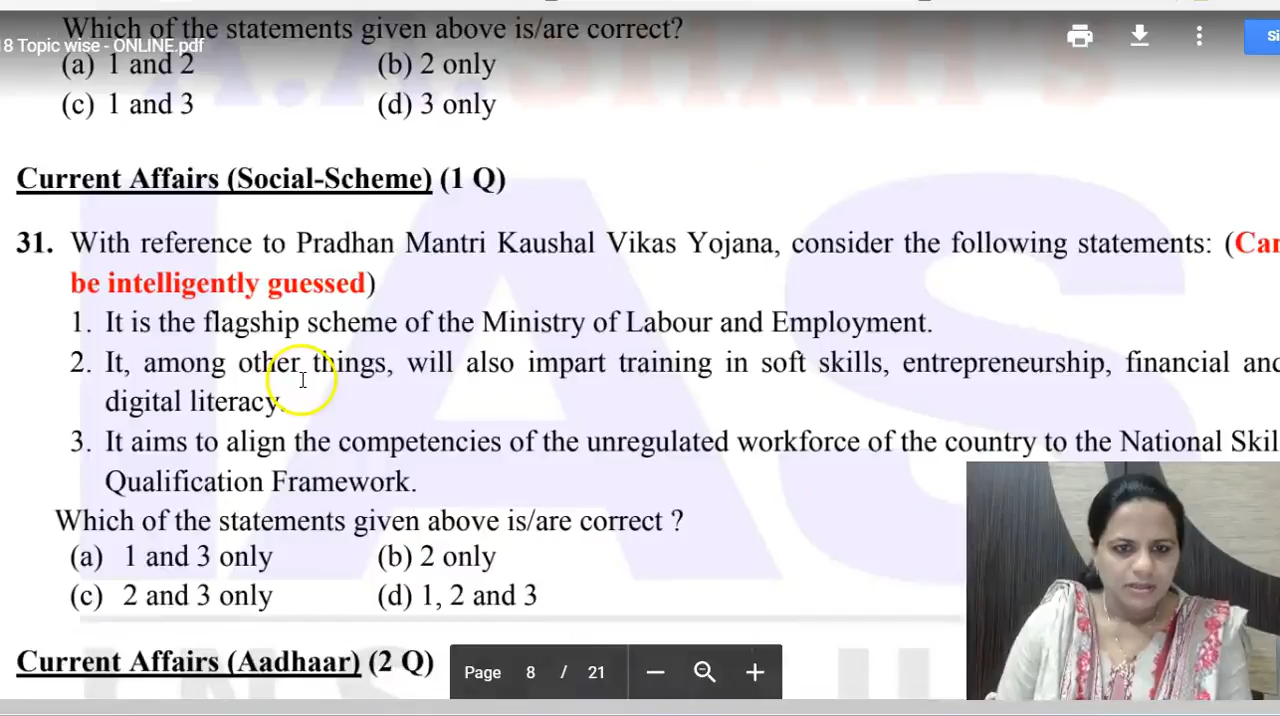 Which of the statements given above is/are correct?
18 Topic wise - ONLINE.pdf
(a) 1 and 2 (b) 2 only
(c) 1 and 3 (d) 3 only
Current Affairs (Social-Scheme) (1 Q)
31. With reference to Pradhan Mantri Kaushal Vikas Yojana, consider the following statements: (Can
be intelligently guessed)
1. It is the flagship scheme of the Ministry of Labour and Employment.
2. It, among other things, will also impart training in soft skills, entrepreneurship, financial and
digital literacy.
3. It aims to align the competencies of the unregulated workforce of the country to the National Skil
Qualification Framework.
Which of the statements given above is/are correct ?
(a) 1 and 3 only (b) 2 only
(c) 2 and 3 only (d) 1, 2 and 3
Current Affairs (Aadhaar) (2 Q)
Page 8 / 21
IAS